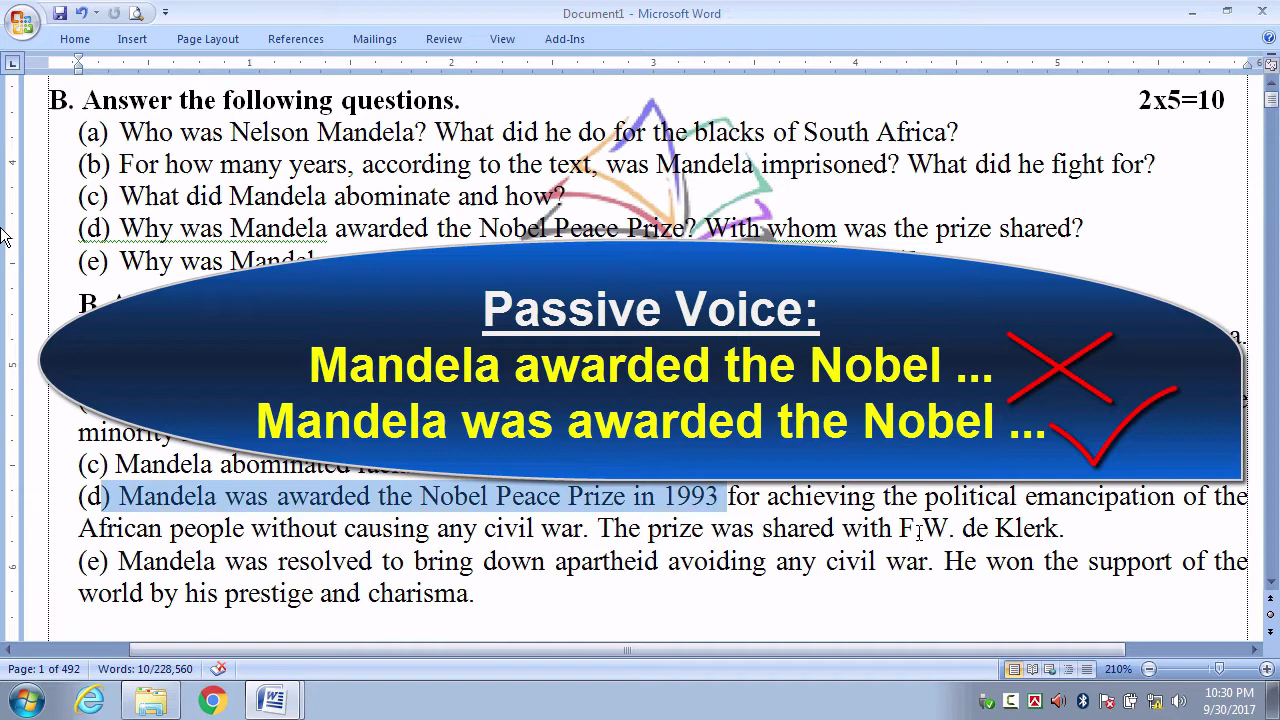 Document1 - Microsoft Word
Home Insert Page Layout References Mailings Review View Add-Ins
1 2 3 4 5 6
B. Answer the following questions. 2x5=10
(a) Who was Nelson Mandela? What did he do for the blacks of South Africa?
(b) For how many years, according to the text, was Mandela imprisoned? What did he fight for?
(c) What did Mandela abominate and how?
(d) Why was Mandela awarded the Nobel Peace Prize? With whom was the prize shared?
(e) Why was
Passive Voice:
Mandela awarded the Nobel ...
Mandela was awarded the Nobel ...
minority
(c) Mandela abominated
(d) Mandela was awarded the Nobel Peace Prize in 1993 for achieving the political emancipation of the
African people without causing any civil war. The prize was shared with F.W. de Klerk.
(e) Mandela was resolved to bring down apartheid avoiding any civil war. He won the support of the
world by his prestige and charisma.
Page: 1 of 492 Words: 10/228,560 210%
10:30 PM
9/30/2017